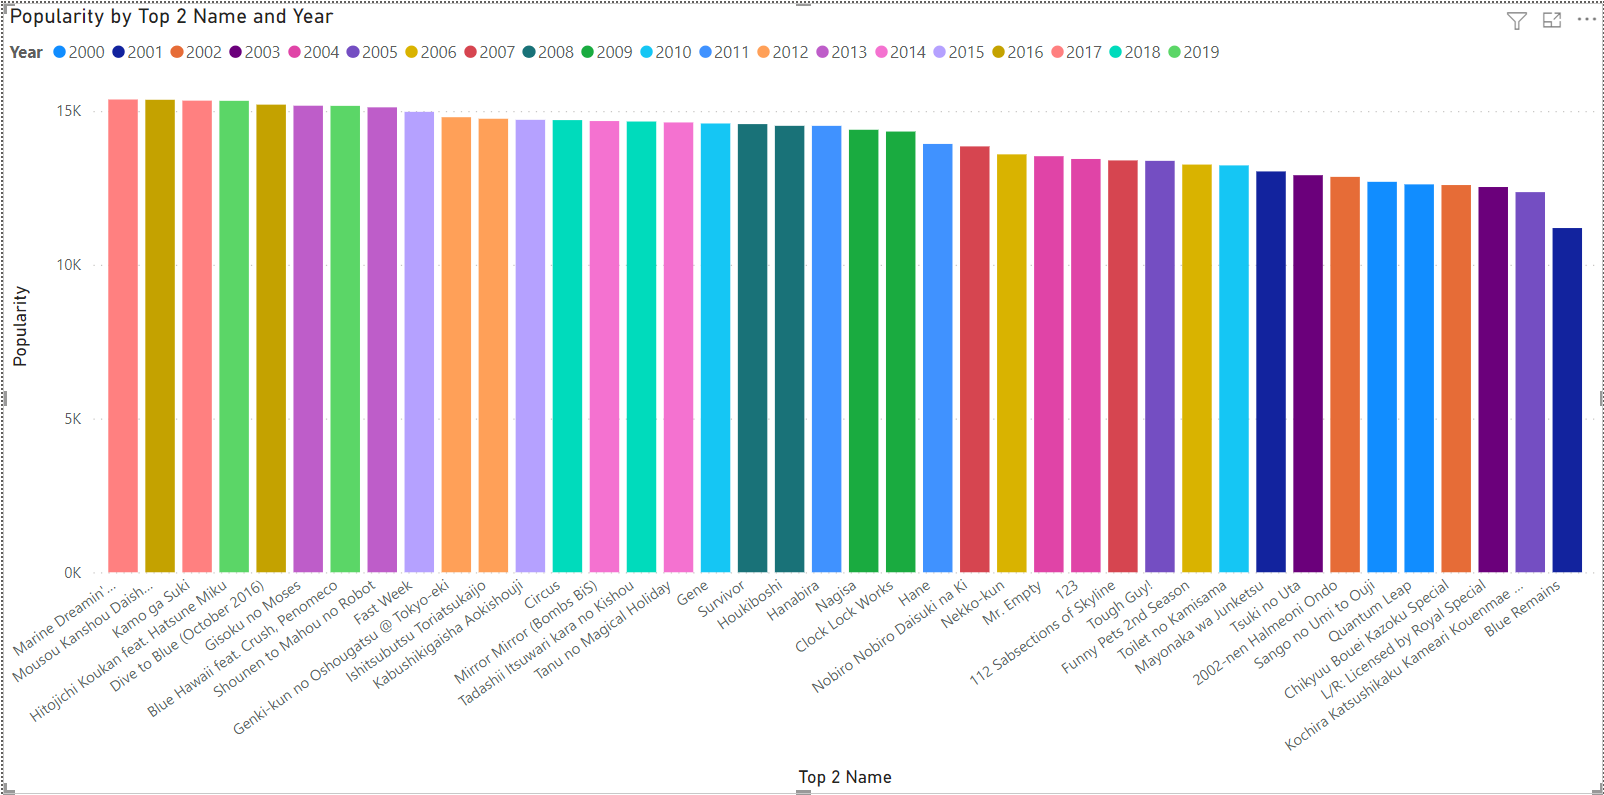 Popularity by Top 2 Name and Year
Year 2000 2001 2002 2003 2004 2005 2006 2007 2008 2009 2010 2011 2012 2013 2014 2015 2016 2017 2018 2019
15K
10K
5K
0K
Popularity
Marine Dreamin'...
Mousou Kanshou Daish...
Kamo ga Suki
Hitojichi Koukan feat. Hatsune Miku
Dive to Blue (October 2016)
Gisoku no Moses
Blue Hawaii feat. Crush, Penomeco
Shounen to Mahou no Robot
Fast Week
Genki-kun no Oshougatsu @ Tokyo-eki
Ishitsubutsu Toriatsukaijo
Kabushikigaisha Aokishouji
Circus
Mirror Mirror (Bombs BiS)
Tadashii Itsuwari kara no Kishou
Tanu no Magical Holiday
Gene
Survivor
Houkiboshi
Hanabira
Nagisa
Clock Lock Works
Hane
Nobiro Nobiro Daisuki na Ki
Nekko-kun
Mr. Empty
123
112 Sabsections of Skyline
Tough Guy!
Funny Pets 2nd Season
Toilet no Kamisama
Mayonaka wa Junketsu
Tsuki no Uta
2002-nen Halmeoni Ondo
Sango no Umi to Ouji
Quantum Leap
Chikyuu Bouei Kazoku Special
L/R: Licensed by Royal Special
Kochira Katsushikaku Kameari Kouenmae ...
Blue Remains
Top 2 Name